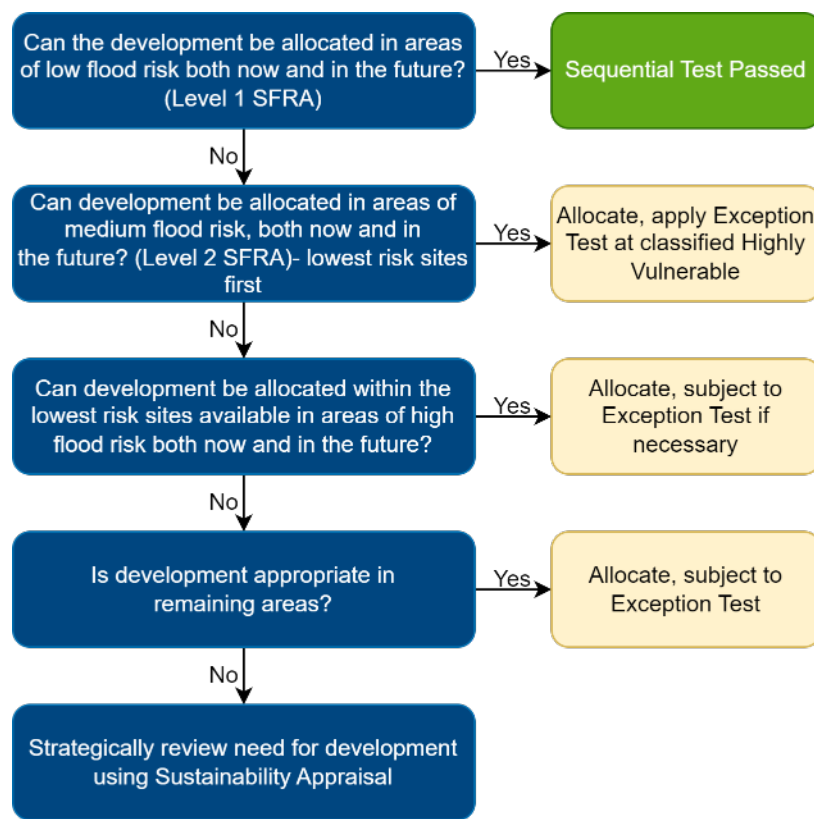 Can the development be allocated in areas
of low flood risk both now and in the future?
(Level 1 SFRA)
Yes
Sequential Test Passed
No
Can development be allocated in areas of
medium flood risk, both now and in
the future? (Level 2 SFRA)- lowest risk sites
first
Yes
Allocate, apply Exception
Test at classified Highly
Vulnerable
No
Can development be allocated within the
lowest risk sites available in areas of high
flood risk both now and in the future?
Yes
Allocate, subject to
Exception Test if
necessary
No
Is development appropriate in
remaining areas?
Yes
Allocate, subject to
Exception Test
No
Strategically review need for development
using Sustainability Appraisal